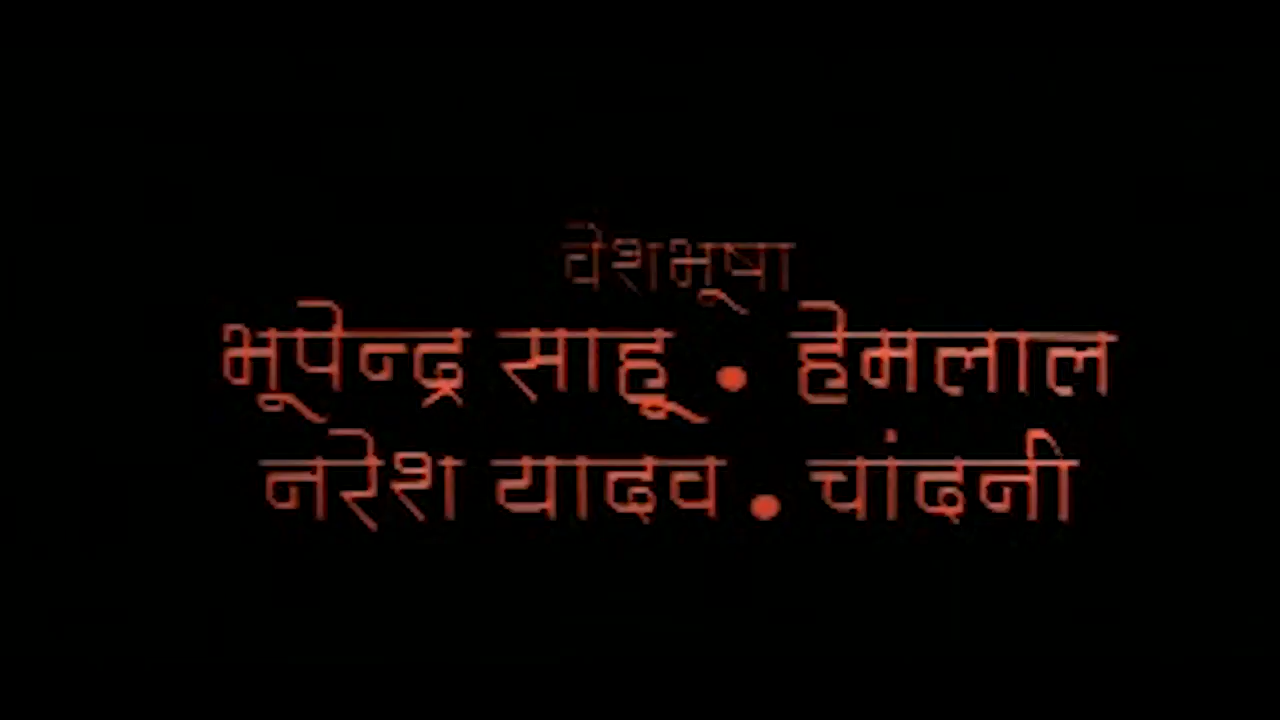 वेशभूषा
भूपेन्द्र साहू • हेमलाल
नरेश यादव • चांदनी